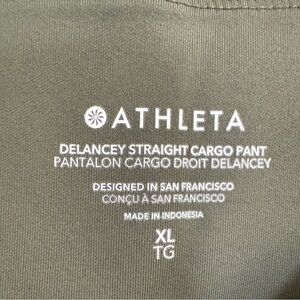 ATHLETA
DELANCEY STRAIGHT CARGO PANT
PANTALON CARGO DROIT DELANCEY
DESIGNED IN SAN FRANCISCO
CONÇU À SAN FRANCISCO
MADE IN INDONESIA
XL
TG